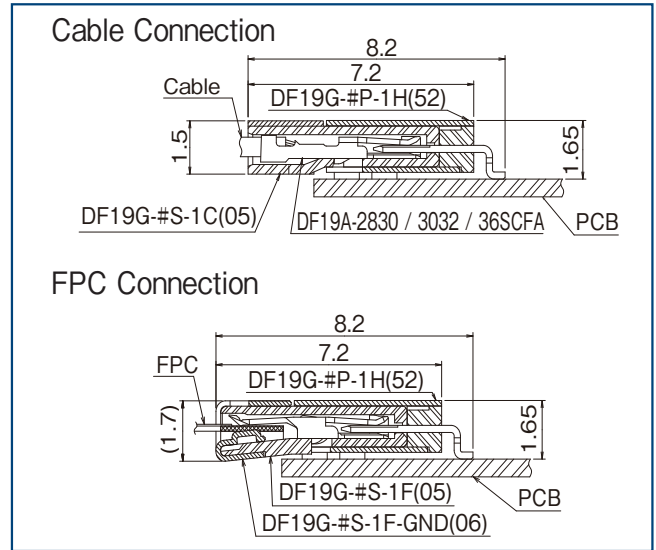 Cable Connection
8.2
7.2
DF19G-#P-1H(52)
Cable
1.5
1.65
DF19G-#S-1C(05)
DF19A-2830 / 3032 / 36SCFA
PCB
FPC Connection
8.2
7.2
FPC
DF19G-#P-1H(52)
(1.7)
1.65
DF19G-#S-1F(05)
PCB
DF19G-#S-1F-GND(06)